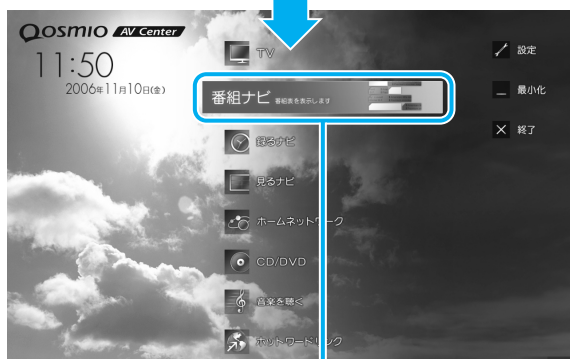 Qosmio AV Center
11:50
2006年11月10日(金)
TV
番組ナビ 番組表を表示します
録るナビ
見るナビ
ホームネットワーク
CD/DVD
音楽を聴く
ホットワードリンク
設定
最小化
終了